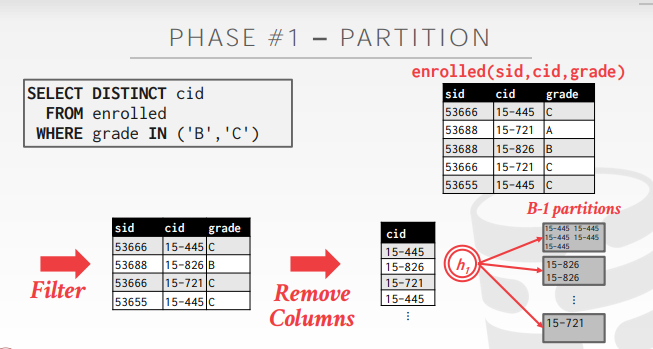 PHASE #1 – PARTITION
SELECT DISTINCT cid
FROM enrolled
WHERE grade IN ('B','C')
enrolled(sid,cid,grade)
sid cid grade
53666 15-445 C
53688 15-721 A
53688 15-826 B
53666 15-721 C
53655 15-445 C
Filter
sid cid grade
53666 15-445 C
53688 15-826 B
53666 15-721 C
53655 15-445 C
Remove
Columns
cid
15-445
15-826
15-721
15-445
⋮
h₁
B-1 partitions
15-445 15-445
15-445 15-445
15-445
15-826
15-826
⋮
15-721